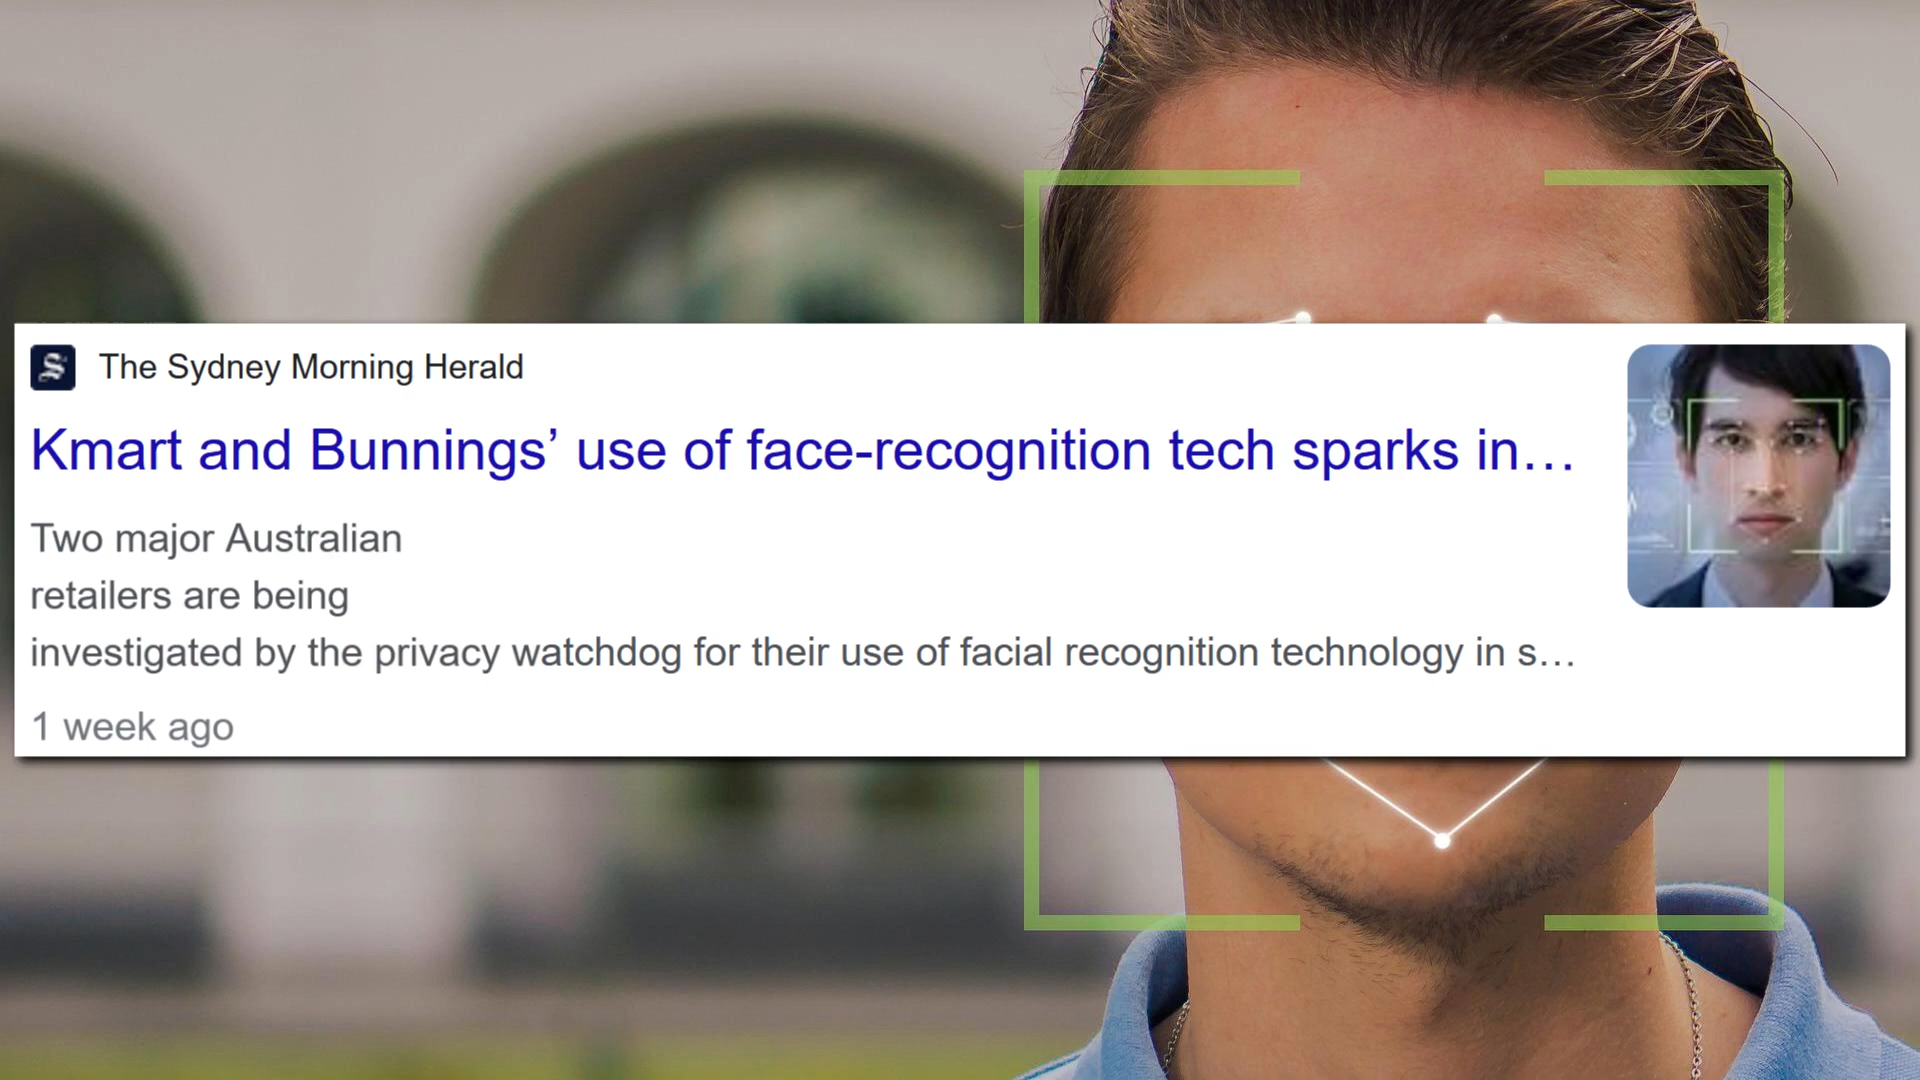 The Sydney Morning Herald
Kmart and Bunnings’ use of face-recognition tech sparks in…
Two major Australian
retailers are being
investigated by the privacy watchdog for their use of facial recognition technology in s…
1 week ago